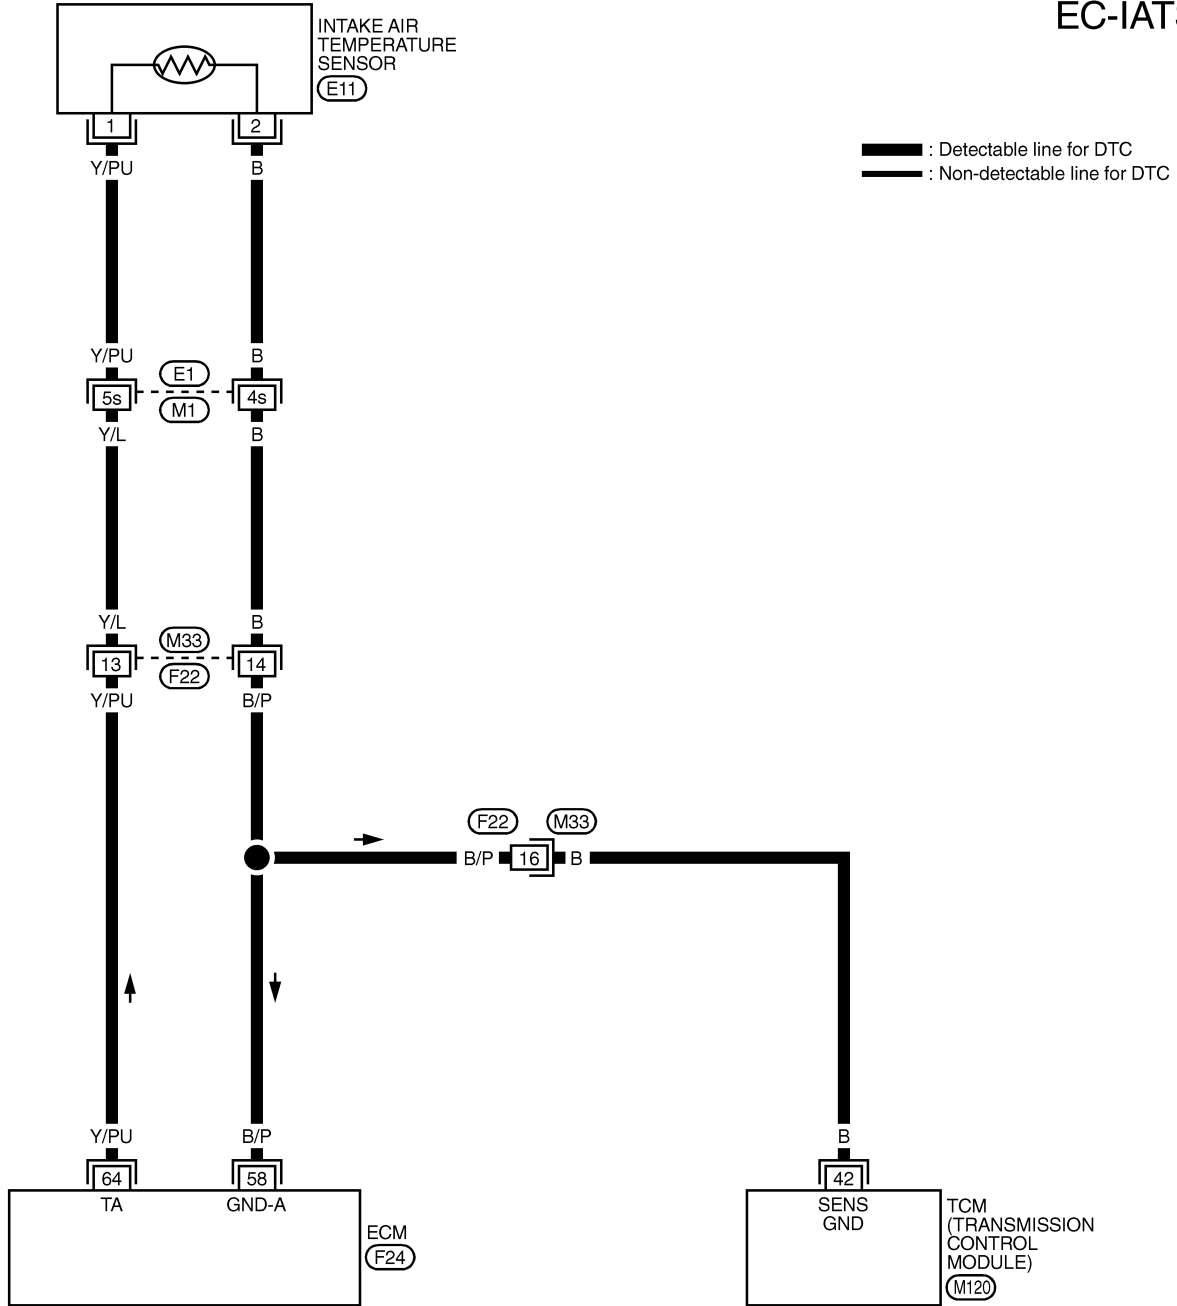 EC-IATS
INTAKE AIR
TEMPERATURE
SENSOR
E11
1
2
: Detectable line for DTC
: Non-detectable line for DTC
Y/PU
B
Y/PU
B
E1
5s
4s
M1
Y/L
B
Y/L
B
M33
13
14
F22
Y/PU
B/P
F22
M33
B/P
16
B
Y/PU
B/P
B
64
58
42
TA
GND-A
SENS
GND
ECM
F24
TCM
(TRANSMISSION
CONTROL
MODULE)
M120